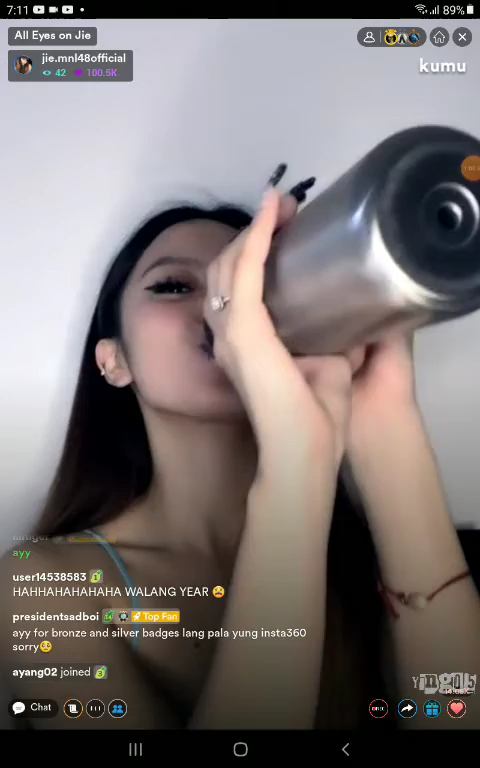 7:11
89%
All Eyes on Jie
jie.mnl48official
42 100.5K
kumu
ayy
user14538583
HAHHAHAHAHAHA WALANG YEAR 😫
presidentsadboi Top Fan
ayy for bronze and silver badges lang pala yung insta360
sorry🥺
ayang02 joined
Chat